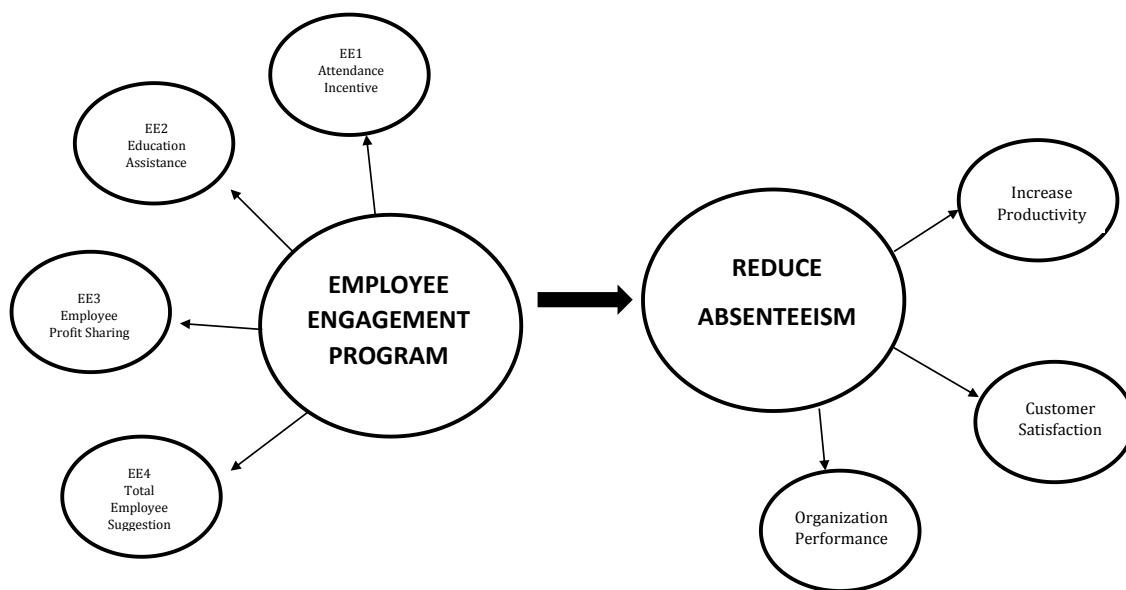 EE1
Attendance
Incentive
EE2
Education
Assistance
EE3
Employee
Profit Sharing
EE4
Total
Employee
Suggestion
EMPLOYEE
ENGAGEMENT
PROGRAM
REDUCE
ABSENTEEISM
Increase
Productivity
Customer
Satisfaction
Organization
Performance